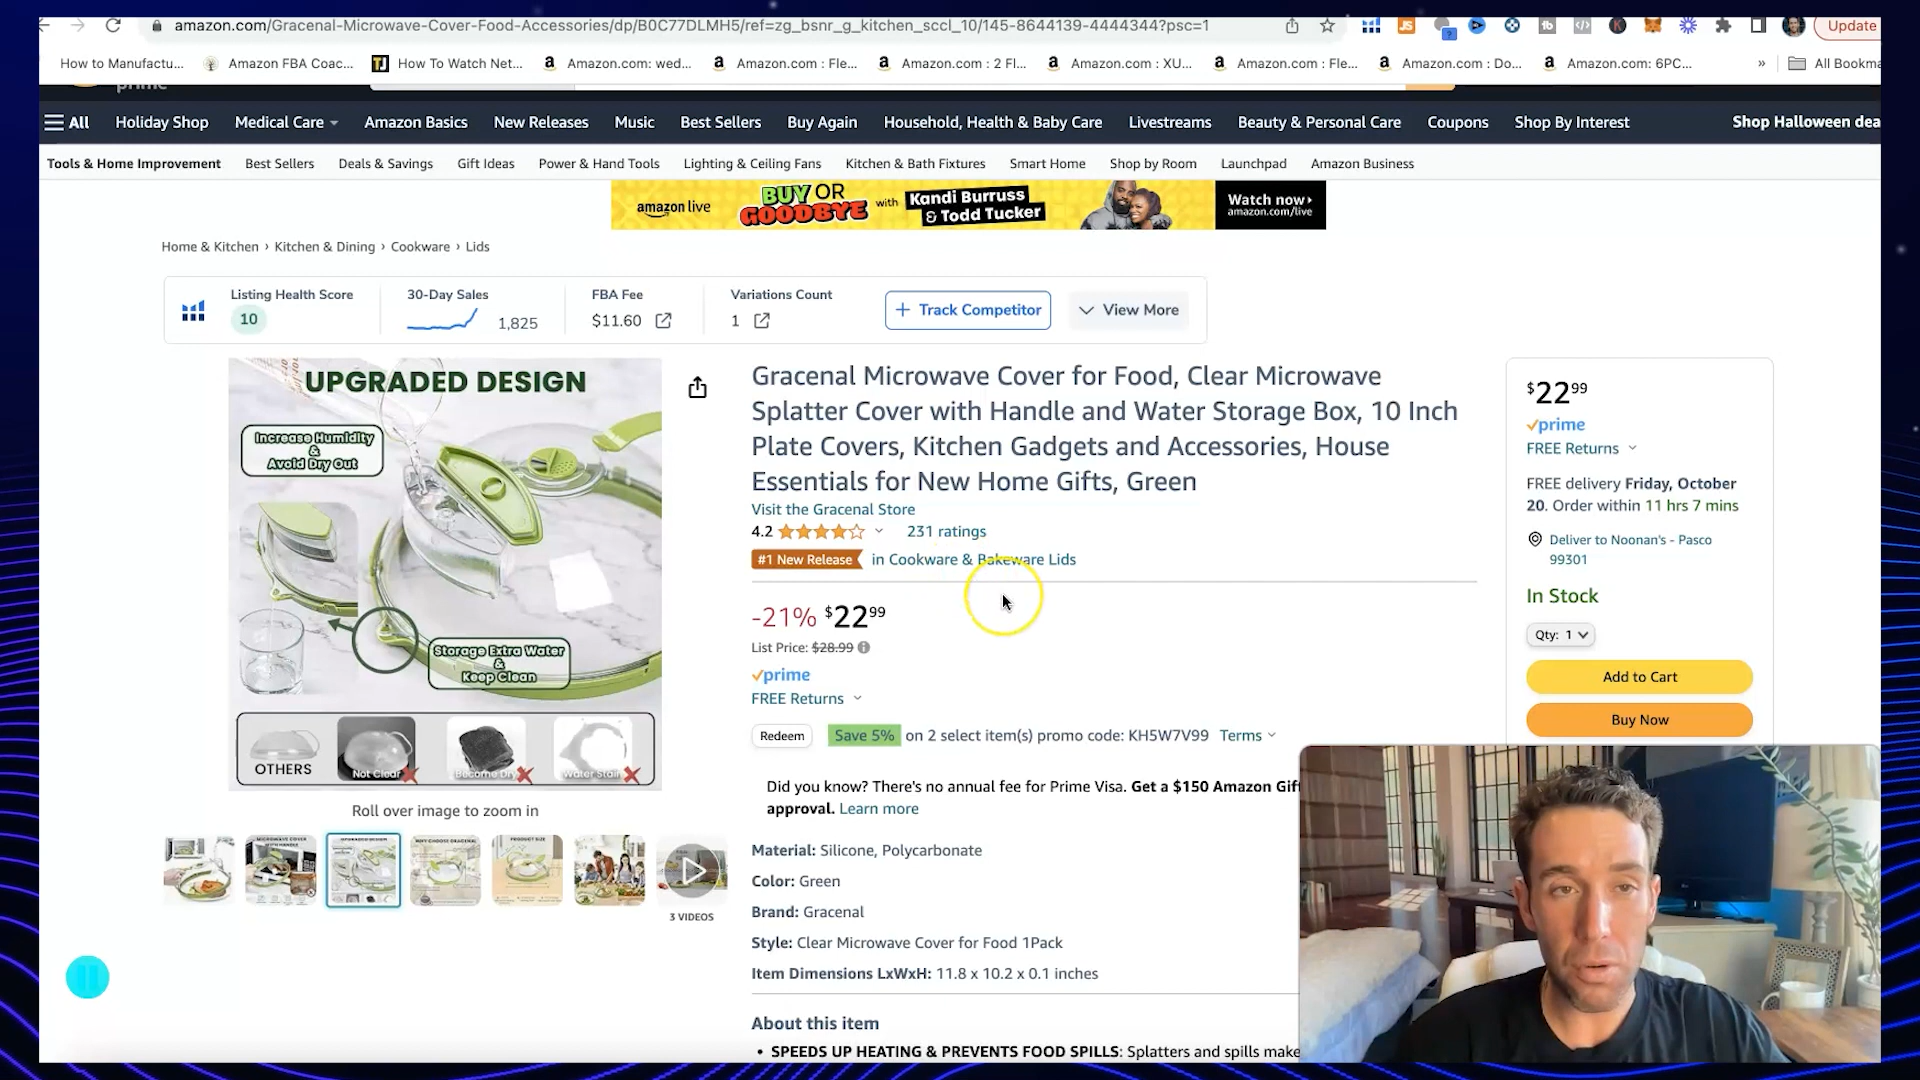 amazon.com/Gracenal-Microwave-Cover-Food-Accessories/dp/B0C77DLMH5/ref=zg_bsnr_g_kitchen_sccl_10/145-8644139-4444344?psc=1
Update
How to Manufactu...
Amazon FBA Coac...
How To Watch Net...
Amazon.com: wed...
Amazon.com : Fle...
Amazon.com : 2 Fl...
Amazon.com : XU...
Amazon.com : Fle...
Amazon.com : Do...
Amazon.com: 6PC...
»
All Bookma
prime
All
Holiday Shop
Medical Care
Amazon Basics
New Releases
Music
Best Sellers
Buy Again
Household, Health & Baby Care
Livestreams
Beauty & Personal Care
Coupons
Shop By Interest
Shop Halloween dea
Tools & Home Improvement
Best Sellers
Deals & Savings
Gift Ideas
Power & Hand Tools
Lighting & Ceiling Fans
Kitchen & Bath Fixtures
Smart Home
Shop by Room
Launchpad
Amazon Business
amazon live
BUY OR GOODBYE
with
Kandi Burruss
& Todd Tucker
Watch now ›
amazon.com/live
Home & Kitchen › Kitchen & Dining › Cookware › Lids
Listing Health Score
10
30-Day Sales
1,825
FBA Fee
$11.60
Variations Count
1
+ Track Competitor
View More
UPGRADED DESIGN
Increase Humidity
&
Avoid Dry Out
Storage Extra Water
&
Keep Clean
OTHERS
Not Clear
Become Dry
Water Stain
Roll over image to zoom in
3 VIDEOS
Gracenal Microwave Cover for Food, Clear Microwave
Splatter Cover with Handle and Water Storage Box, 10 Inch
Plate Covers, Kitchen Gadgets and Accessories, House
Essentials for New Home Gifts, Green
Visit the Gracenal Store
4.2
231 ratings
#1 New Release in Cookware & Bakeware Lids
-21% $22 99
List Price: $28.99
prime
FREE Returns
Redeem
Save 5% on 2 select item(s) promo code: KH5W7V99 Terms
Did you know? There's no annual fee for Prime Visa. Get a $150 Amazon Gif
approval. Learn more
Material: Silicone, Polycarbonate
Color: Green
Brand: Gracenal
Style: Clear Microwave Cover for Food 1Pack
Item Dimensions LxWxH: 11.8 x 10.2 x 0.1 inches
About this item
• SPEEDS UP HEATING & PREVENTS FOOD SPILLS: Splatters and spills make
$22 99
prime
FREE Returns
FREE delivery Friday, October
20. Order within 11 hrs 7 mins
Deliver to Noonan's - Pasco
99301
In Stock
Qty: 1
Add to Cart
Buy Now